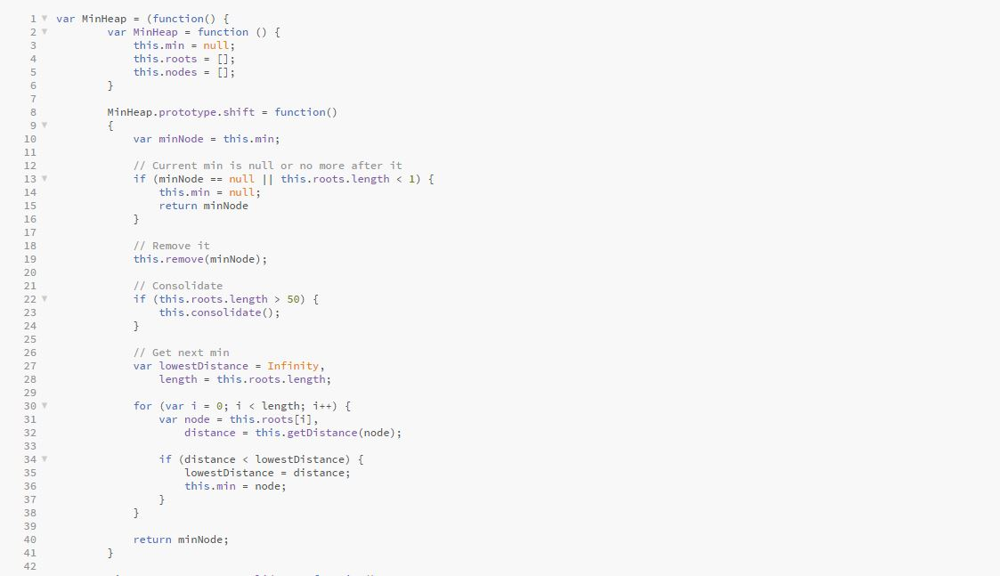 1 var MinHeap = (function() {
2 var MinHeap = function () {
3 this.min = null;
4 this.roots = [];
5 this.nodes = [];
6 }
7
8 MinHeap.prototype.shift = function()
9 {
10 var minNode = this.min;
11
12 // Current min is null or no more after it
13 if (minNode == null || this.roots.length < 1) {
14 this.min = null;
15 return minNode
16 }
17
18 // Remove it
19 this.remove(minNode);
20
21 // Consolidate
22 if (this.roots.length > 50) {
23 this.consolidate();
24 }
25
26 // Get next min
27 var lowestDistance = Infinity,
28 length = this.roots.length;
29
30 for (var i = 0; i < length; i++) {
31 var node = this.roots[i],
32 distance = this.getDistance(node);
33
34 if (distance < lowestDistance) {
35 lowestDistance = distance;
36 this.min = node;
37 }
38 }
39
40 return minNode;
41 }
42